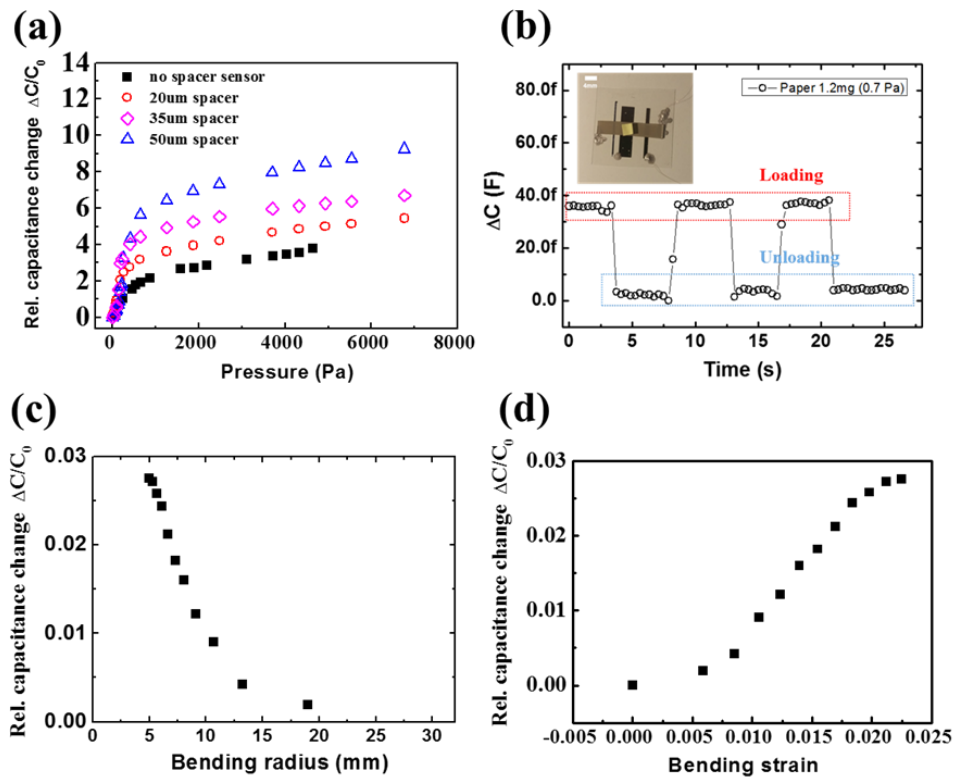 (a)
Rel. capacitance change ΔC/C0
14
12
10
8
6
4
2
0
no spacer sensor
20um spacer
35um spacer
50um spacer
0 2000 4000 6000 8000
Pressure (Pa)
(b)
ΔC (F)
80.0f
60.0f
40.0f
20.0f
0.0
Paper 1.2mg (0.7 Pa)
Loading
Unloading
0 5 10 15 20 25
Time (s)
(c)
Rel. capacitance change ΔC/C0
0.03
0.02
0.01
0.00
0 5 10 15 20 25 30
Bending radius (mm)
(d)
Rel. capacitance change ΔC/C0
0.03
0.02
0.01
0.00
-0.005 0.000 0.005 0.010 0.015 0.020 0.025
Bending strain